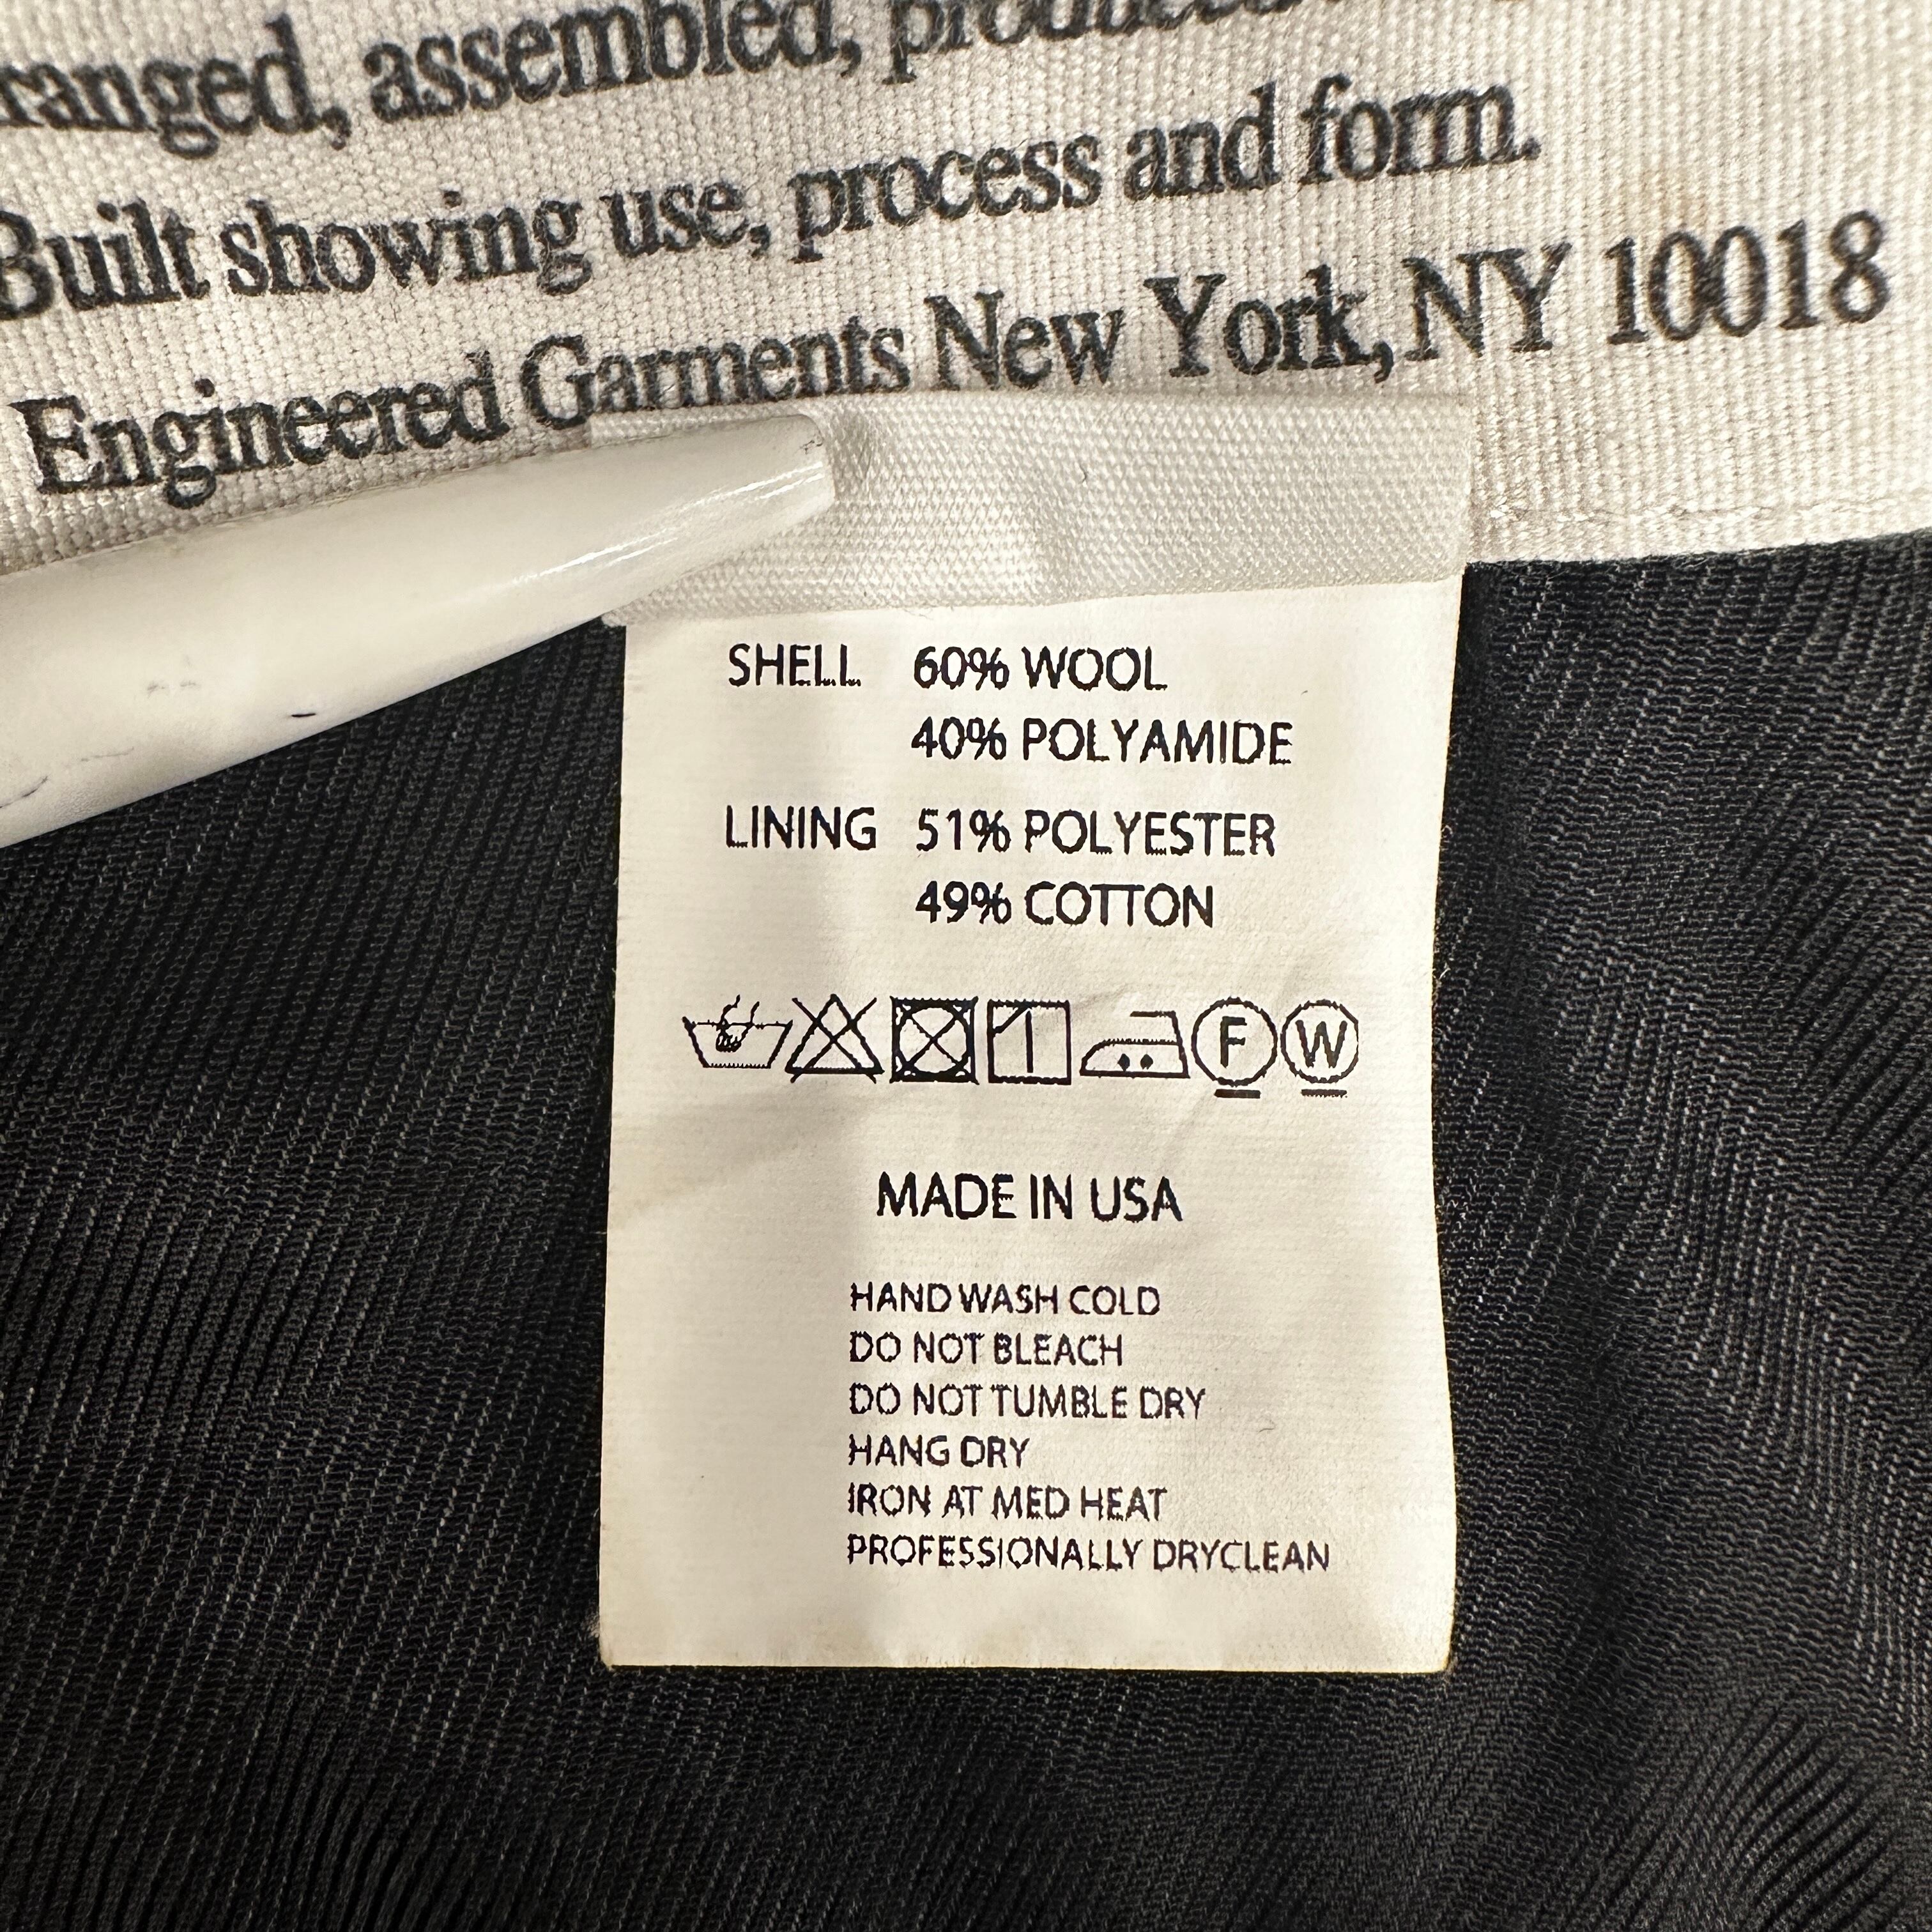 ranged, assembled, produced
Built showing use, process and form.
Engineered Garments New York, NY 10018
SHELL 60% WOOL
40% POLYAMIDE
LINING 51% POLYESTER
49% COTTON
F W
MADE IN USA
HAND WASH COLD
DO NOT BLEACH
DO NOT TUMBLE DRY
HANG DRY
IRON AT MED HEAT
PROFESSIONALLY DRYCLEAN